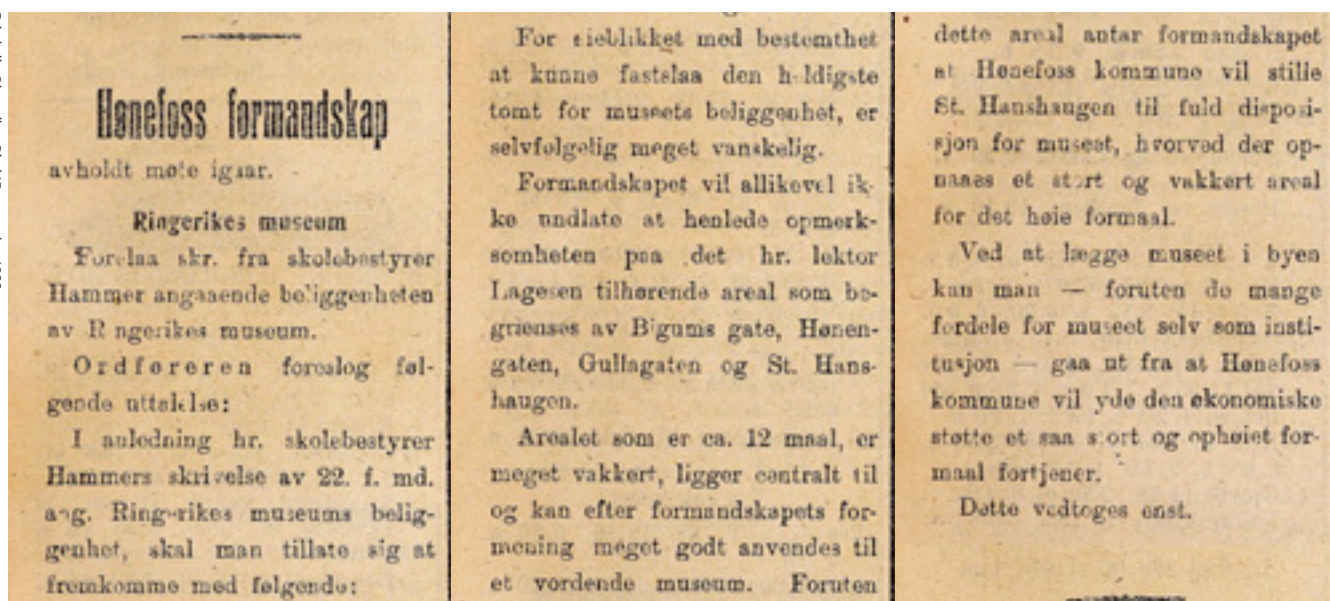 Hønefoss formandskap
avholdt møte igaar.
Ringerikes museum
Forelaa skr. fra skolebestyrer
Hammer angaaende beliggenheten
av R ngerikes museum.
Ordføreren foreslog føl-
gende uttalelse:
I anledning hr. skolebestyrer
Hammers skrivelse av 22. f. md.
ang. Ringerikes museums belig-
genhet, skal man tillate sig at
fremkomme med følgende:
For øieblikket med bestemthet
at kunne fastslaa den heldigste
tomt for museets beliggenhet, er
selvfølgelig meget vanskelig.
Formandskapet vil allikevel ik-
ke undlate at henlede opmerk-
somheten paa det hr. lektor
Lagesen tilhørende areal som be-
grienses av Bigums gate, Hønen-
gaten, Gullagaten og St. Hans-
haugen.
Arealet som er ca. 12 maal, er
meget vakkert, ligger centralt til
og kan efter formandskapets for-
mening meget godt anvendes til
et vordende museum. Foruten
dette areal antar formandskapet
at Hønefoss kommune vil stille
St. Hanshaugen til fuld disposi-
sjon for museet, hvorved der op-
naaes et stort og vakkert areal
for det høie formaal.
Ved at lægge museet i byen
kan man — foruten de mange
fordele for museet selv som insti-
tusjon — gaa ut fra at Hønefoss
kommune vil yde den økonomiske
støtte et saa stort og ophøiet for-
maal fortjener.
Dette vedtoges enst.